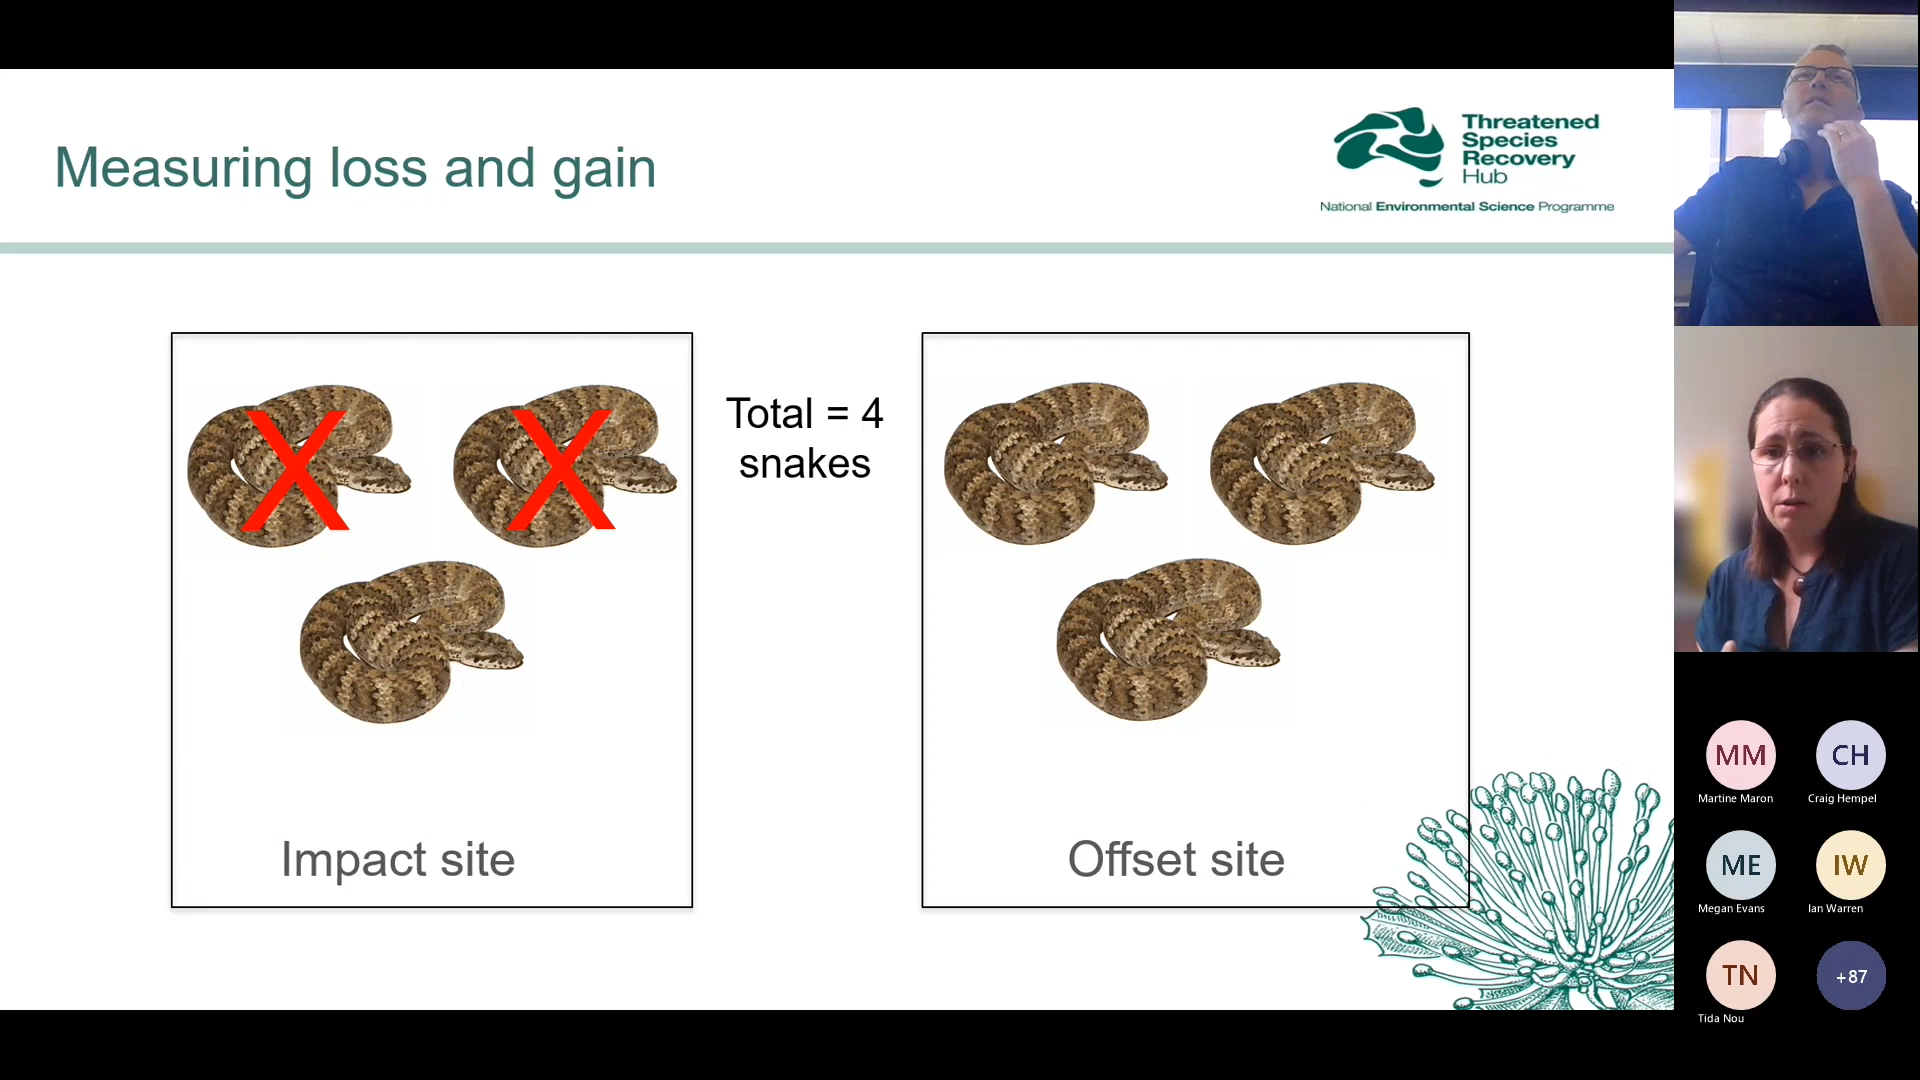 Measuring loss and gain
Threatened
Species
Recovery
Hub
National Environmental Science Programme
Total = 4
snakes
X
X
Impact site
Offset site
MM
CH
Martine Maron
Craig Hempel
ME
IW
Megan Evans
Ian Warren
TN
+87
Tida Nou